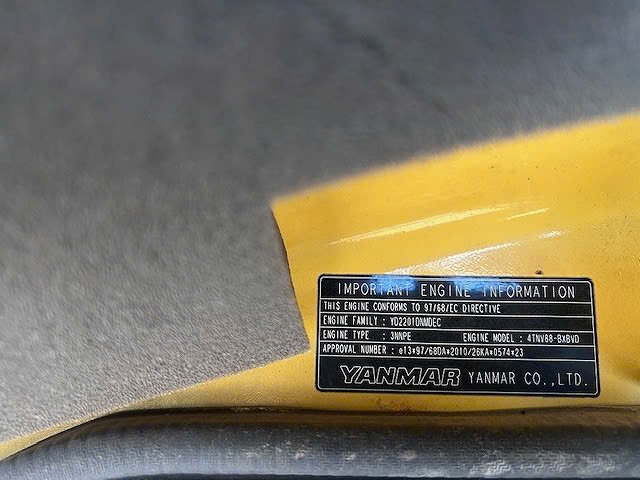 IMPORTANT ENGINE INFORMATION
THIS ENGINE CONFORMS TO 97/68/EC DIRECTIVE
ENGINE FAMILY : YD2201DNMDEC
ENGINE TYPE : 3NNPE ENGINE MODEL : 4TNV88-BXBVD
APPROVAL NUMBER : e13*97/68DA*2010/26KA*0574*23
YANMAR YANMAR CO.,LTD.